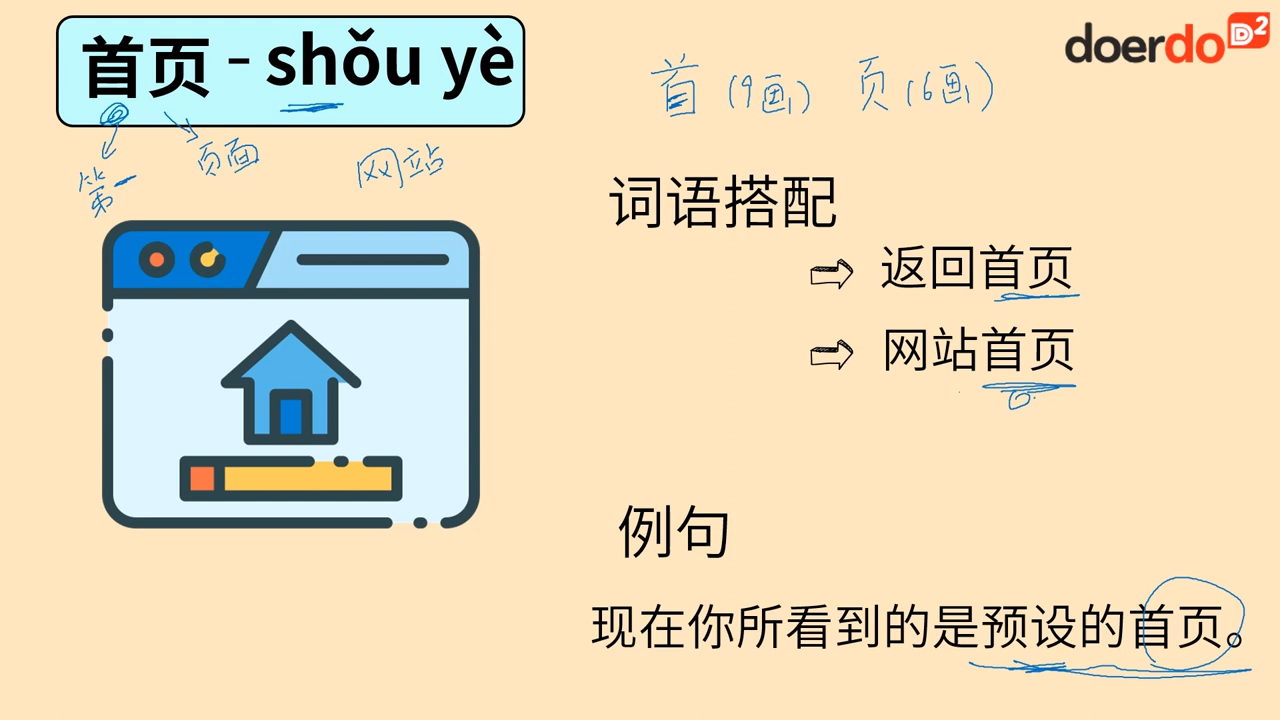 首页 - shǒu yè
doerdo D2
首 (9画) 页 (6画)
第一
页面
网站
词语搭配
返回首页
网站首页
例句
现在你所看到的是预设的首页。